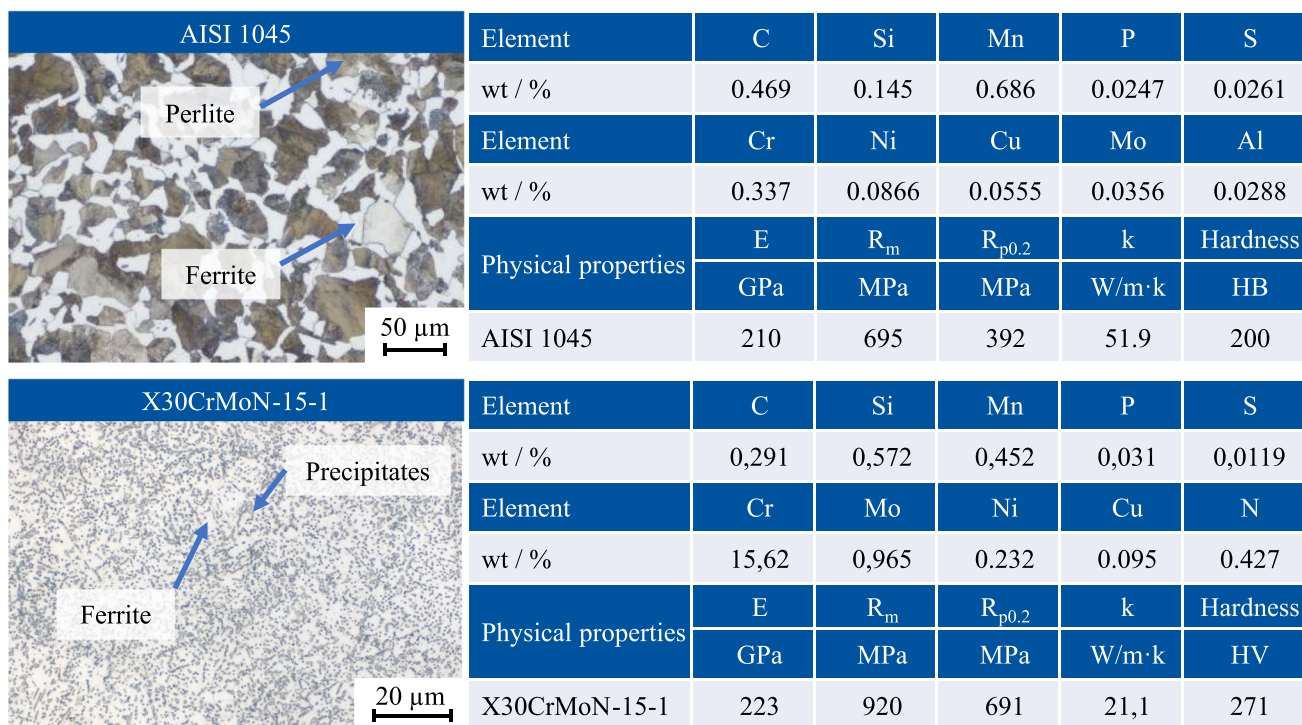 AISI 1045
Perlite
Ferrite
50 µm
Element C Si Mn P S
wt / % 0.469 0.145 0.686 0.0247 0.0261
Element Cr Ni Cu Mo Al
wt / % 0.337 0.0866 0.0555 0.0356 0.0288
Physical properties E Rm Rp0.2 k Hardness
GPa MPa MPa W/m·k HB
AISI 1045 210 695 392 51.9 200
X30CrMoN-15-1
Precipitates
Ferrite
20 µm
Element C Si Mn P S
wt / % 0,291 0,572 0,452 0,031 0,0119
Element Cr Mo Ni Cu N
wt / % 15,62 0,965 0.232 0.095 0.427
Physical properties E Rm Rp0.2 k Hardness
GPa MPa MPa W/m·k HV
X30CrMoN-15-1 223 920 691 21,1 271